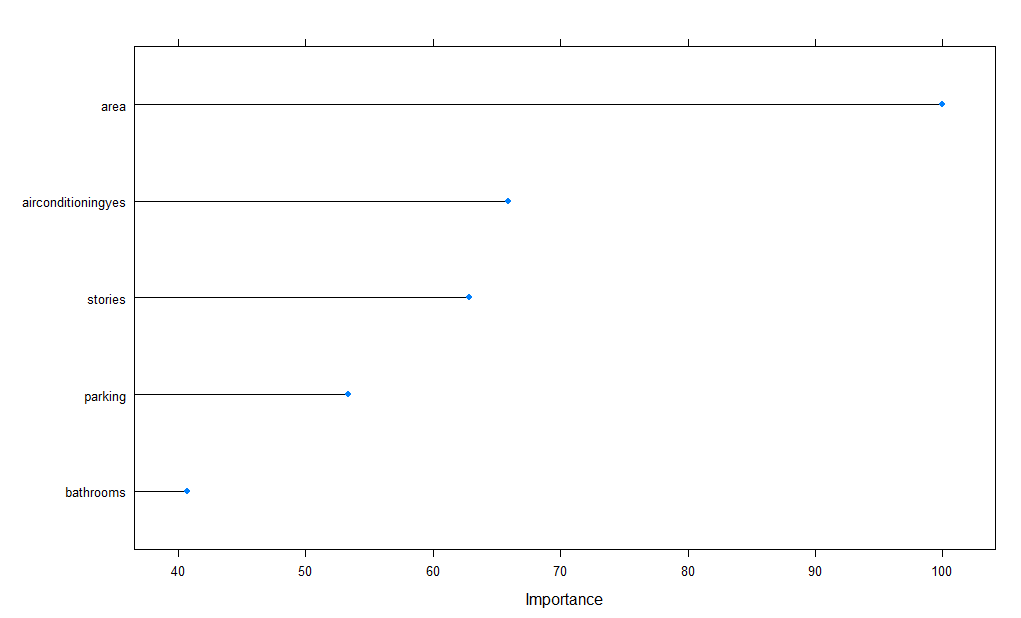 area
airconditioningyes
stories
parking
bathrooms
40 50 60 70 80 90 100
Importance